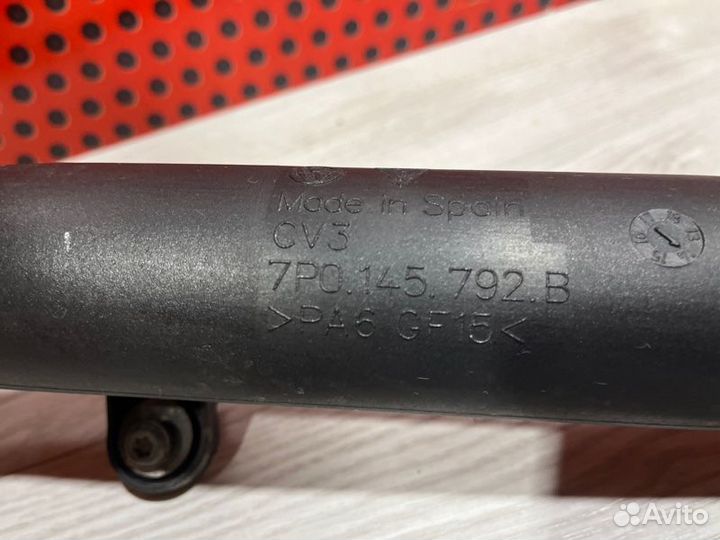 Made in Spain
CV3
7P0.145.792.B
>PA6 GF15<
Avito